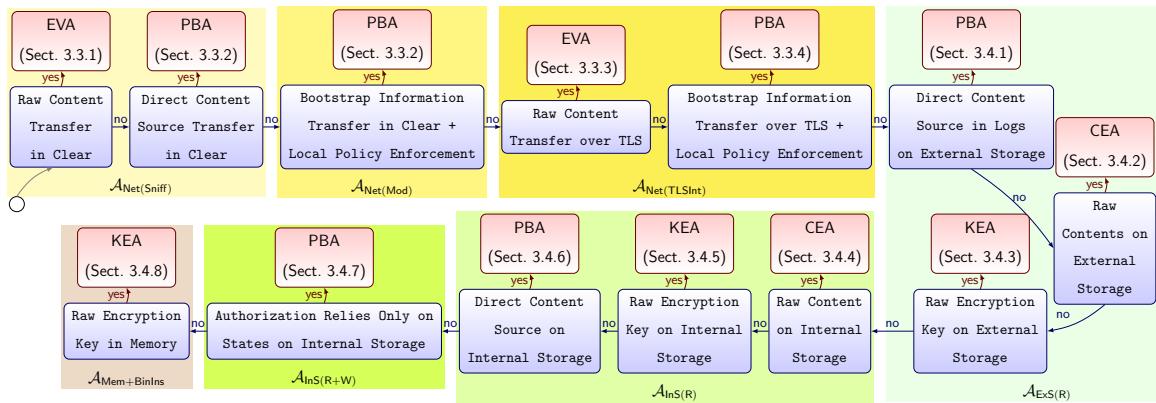 EVA
(Sect. 3.3.1)
yes
Raw Content
Transfer
in Clear
no
PBA
(Sect. 3.3.2)
yes
Direct Content
Source Transfer
in Clear
no
𝒜Net(Sniff)
PBA
(Sect. 3.3.2)
yes
Bootstrap Information
Transfer in Clear +
Local Policy Enforcement
no
𝒜Net(Mod)
EVA
(Sect. 3.3.3)
yes
Raw Content
Transfer over TLS
no
PBA
(Sect. 3.3.4)
yes
Bootstrap Information
Transfer over TLS +
Local Policy Enforcement
no
𝒜Net(TLSInt)
PBA
(Sect. 3.4.1)
yes
Direct Content
Source in Logs
on External Storage
no
CEA
(Sect. 3.4.2)
yes
Raw
Contents on
External
Storage
no
KEA
(Sect. 3.4.3)
yes
Raw Encryption
Key on External
Storage
no
𝒜ExS(R)
CEA
(Sect. 3.4.4)
yes
Raw Content
on Internal
Storage
no
KEA
(Sect. 3.4.5)
yes
Raw Encryption
Key on Internal
Storage
no
PBA
(Sect. 3.4.6)
yes
Direct Content
Source on
Internal Storage
no
𝒜InS(R)
PBA
(Sect. 3.4.7)
yes
Authorization Relies Only on
States on Internal Storage
no
𝒜InS(R+W)
KEA
(Sect. 3.4.8)
yes
Raw Encryption
Key in Memory
𝒜Mem+BinIns